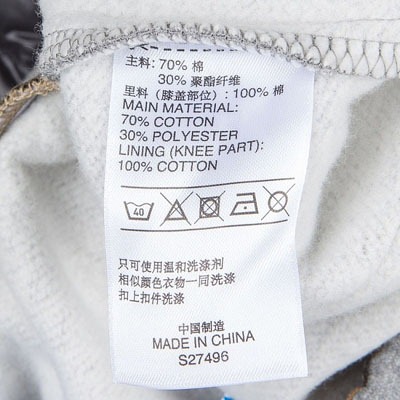 主料: 70% 棉
30% 聚酯纤维
里料 (膝盖部位): 100% 棉
MAIN MATERIAL:
70% COTTON
30% POLYESTER
LINING (KNEE PART):
100% COTTON
40
只可使用温和洗涤剂
相似颜色衣物一同洗涤
扣上扣件洗涤
中国制造
MADE IN CHINA
S27496